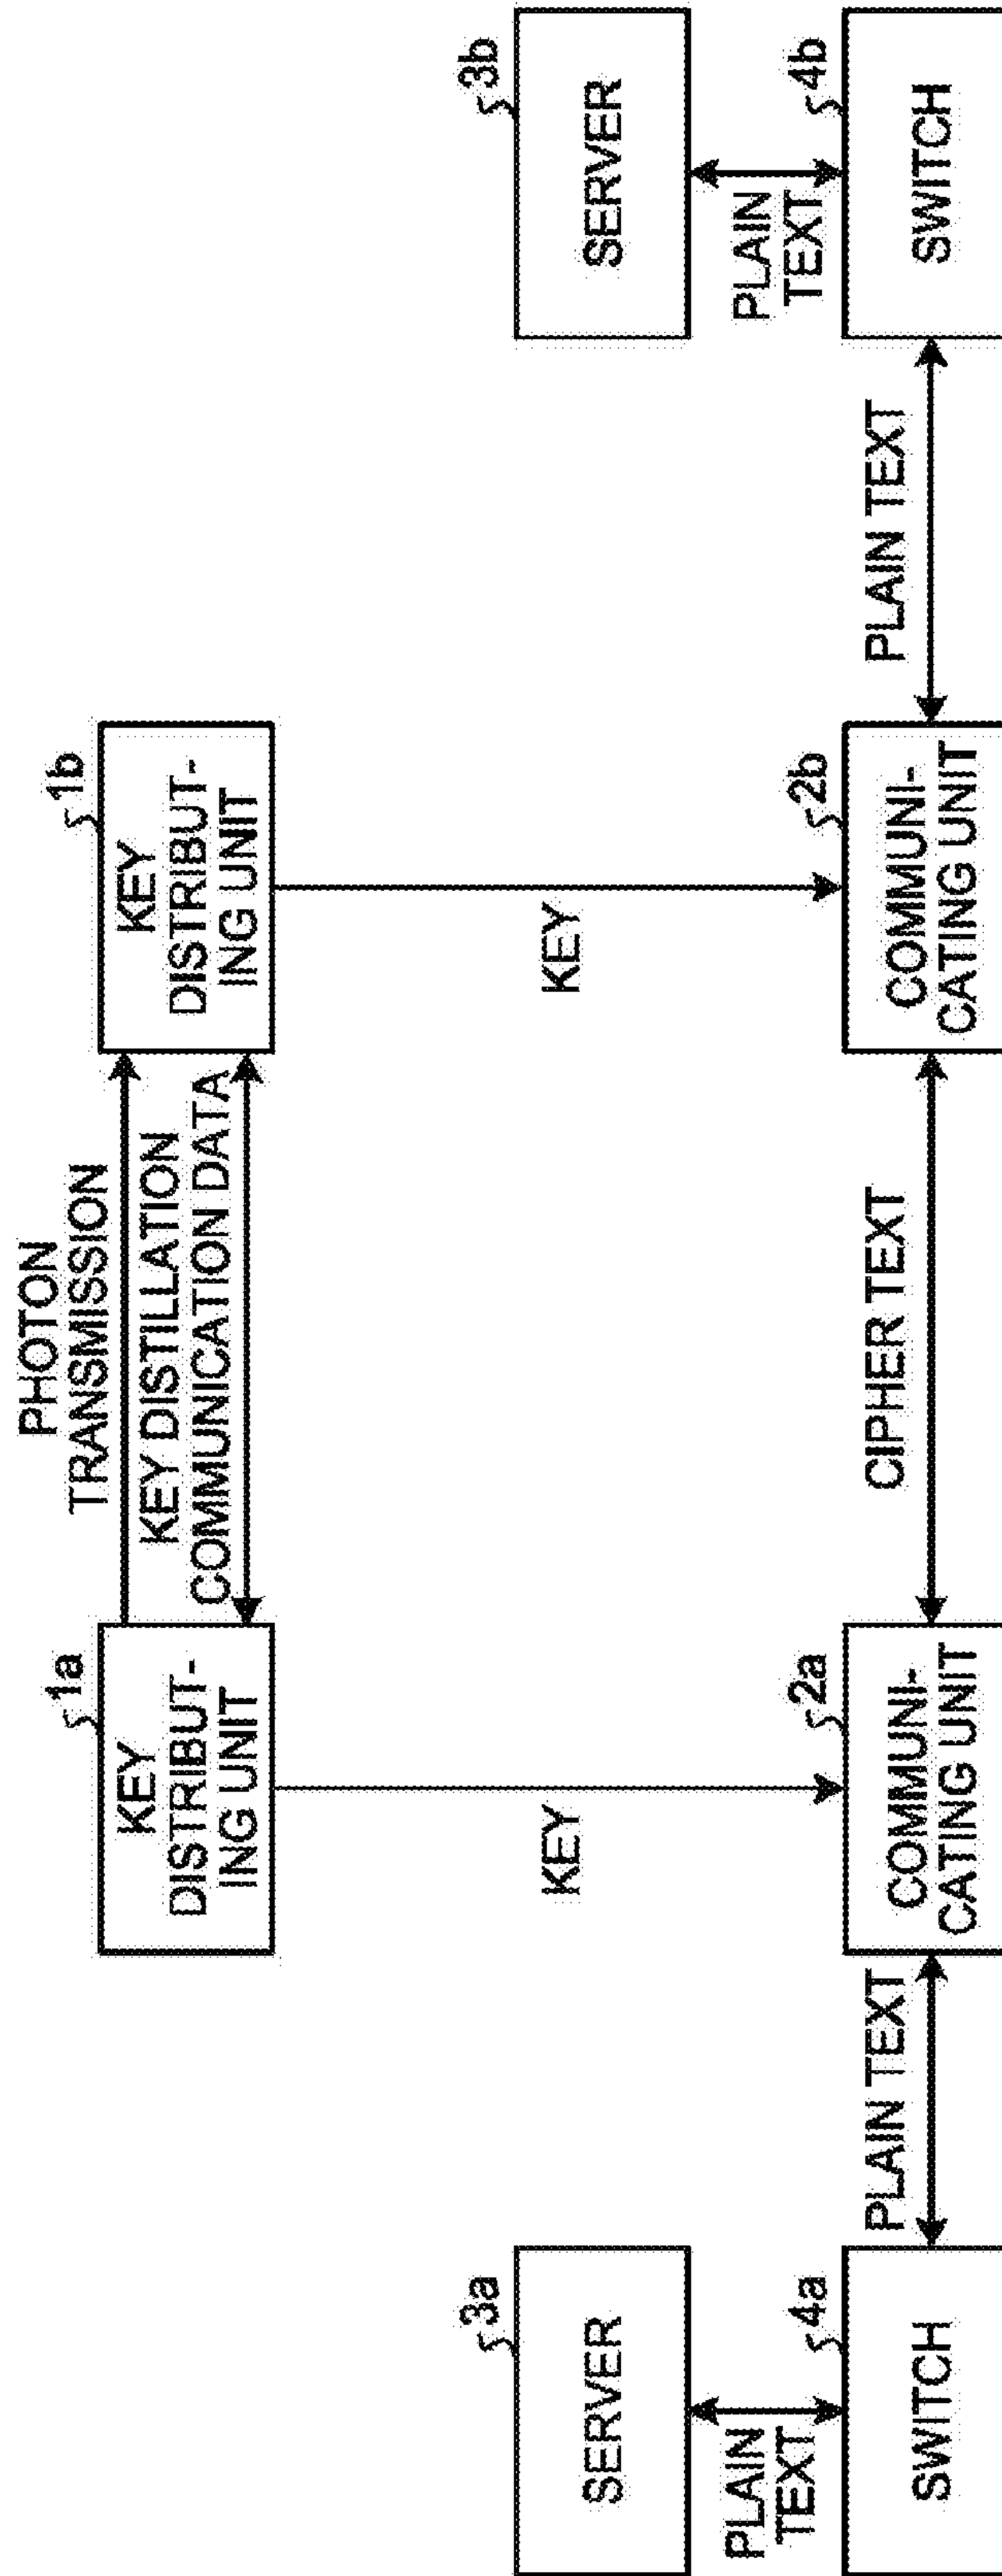 PHOTON
TRANSMISSION
1a
KEY
DISTRIBUT-
ING UNIT
KEY DISTILLATION
COMMUNICATION DATA
1b
KEY
DISTRIBUT-
ING UNIT
3a
SERVER
KEY
KEY
3b
SERVER
PLAIN
TEXT
PLAIN
TEXT
4a
SWITCH
PLAIN TEXT
2a
COMMUNI-
CATING UNIT
CIPHER TEXT
2b
COMMUNI-
CATING UNIT
PLAIN TEXT
4b
SWITCH